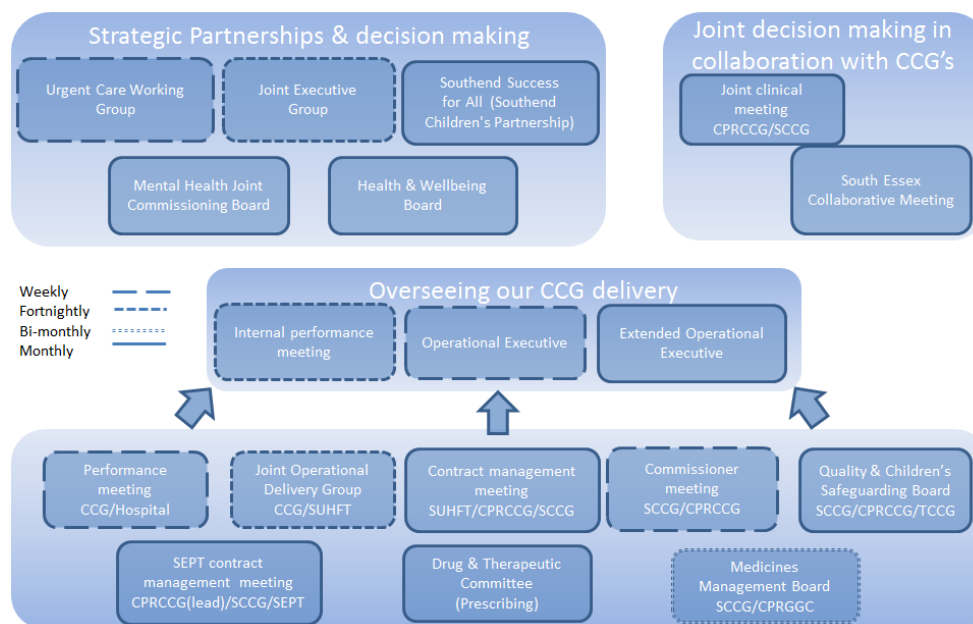 Strategic Partnerships & decision making
Urgent Care Working
Group
Joint Executive
Group
Southend Success
for All (Southend
Children's Partnership)
Mental Health Joint
Commissioning Board
Health & Wellbeing
Board
Joint decision making in
collaboration with CCG's
Joint clinical
meeting
CPRCCG/SCCG
South Essex
Collaborative Meeting
Weekly
Fortnightly
Bi-monthly
Monthly
Overseeing our CCG delivery
Internal performance
meeting
Operational Executive
Extended Operational
Executive
Performance
meeting
CCG/Hospital
Joint Operational
Delivery Group
CCG/SUHFT
Contract management
meeting
SUHFT/CPRCCG/SCCG
Commissioner
meeting
SCCG/CPRCCG
Quality & Children's
Safeguarding Board
SCCG/CPRCCG/TCCG
SEPT contract
management meeting
CPRCCG(lead)/SCCG/SEPT
Drug & Therapeutic
Committee
(Prescribing)
Medicines
Management Board
SCCG/CPRGGC